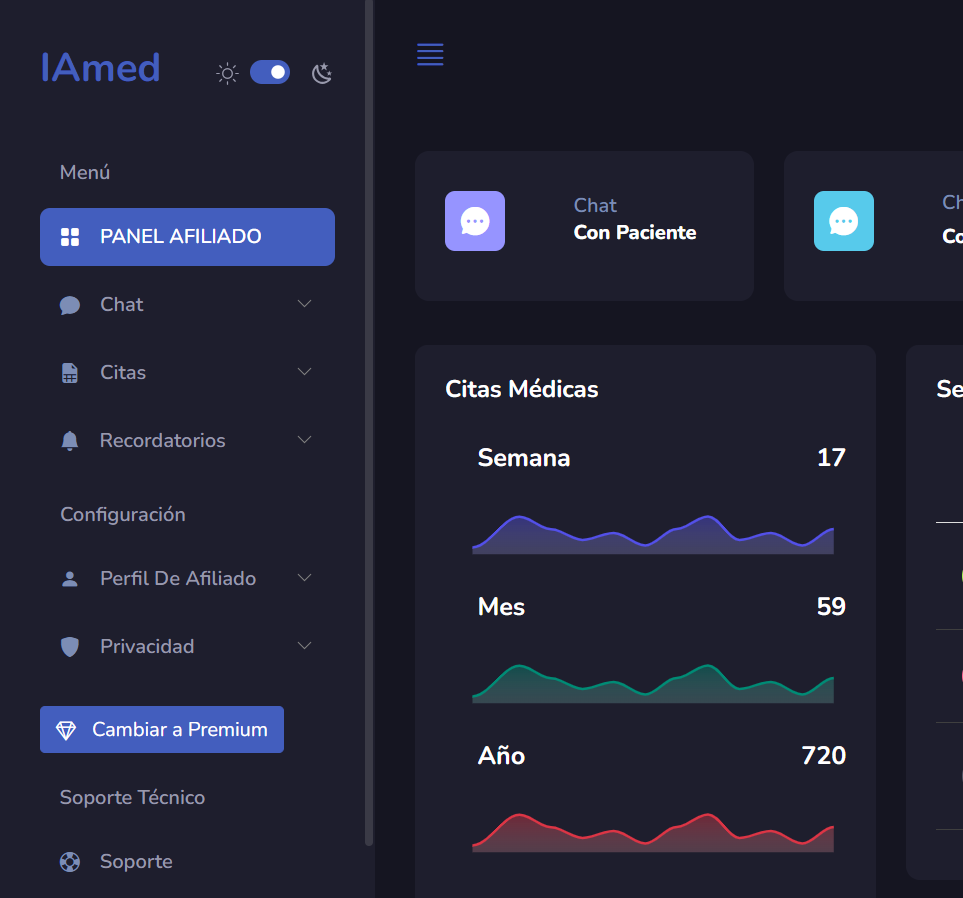 IAmed
Menú
PANEL AFILIADO
Chat
Citas
Recordatorios
Configuración
Perfil De Afiliado
Privacidad
Cambiar a Premium
Soporte Técnico
Soporte
Chat
Con Paciente
Ch
Co
Citas Médicas
Semana 17
Mes 59
Año 720
Se